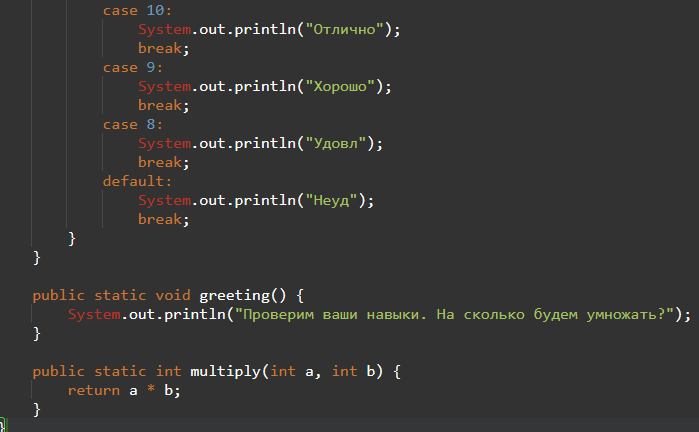 case 10:
System.out.println("Отлично");
break;
case 9:
System.out.println("Хорошо");
break;
case 8:
System.out.println("Удовл");
break;
default:
System.out.println("Неуд");
break;
}
}
public static void greeting() {
System.out.println("Проверим ваши навыки. На сколько будем умножать?");
}
public static int multiply(int a, int b) {
return a * b;
}
}